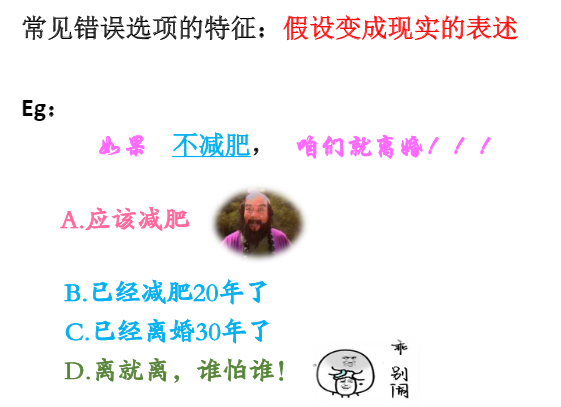 常见错误选项的特征：假设变成现实的表述
Eg：
如果 不减肥， 咱们就离婚！！！
A.应该减肥
B.已经减肥20年了
C.已经离婚30年了
D.离就离，谁怕谁！
乖
别
闹